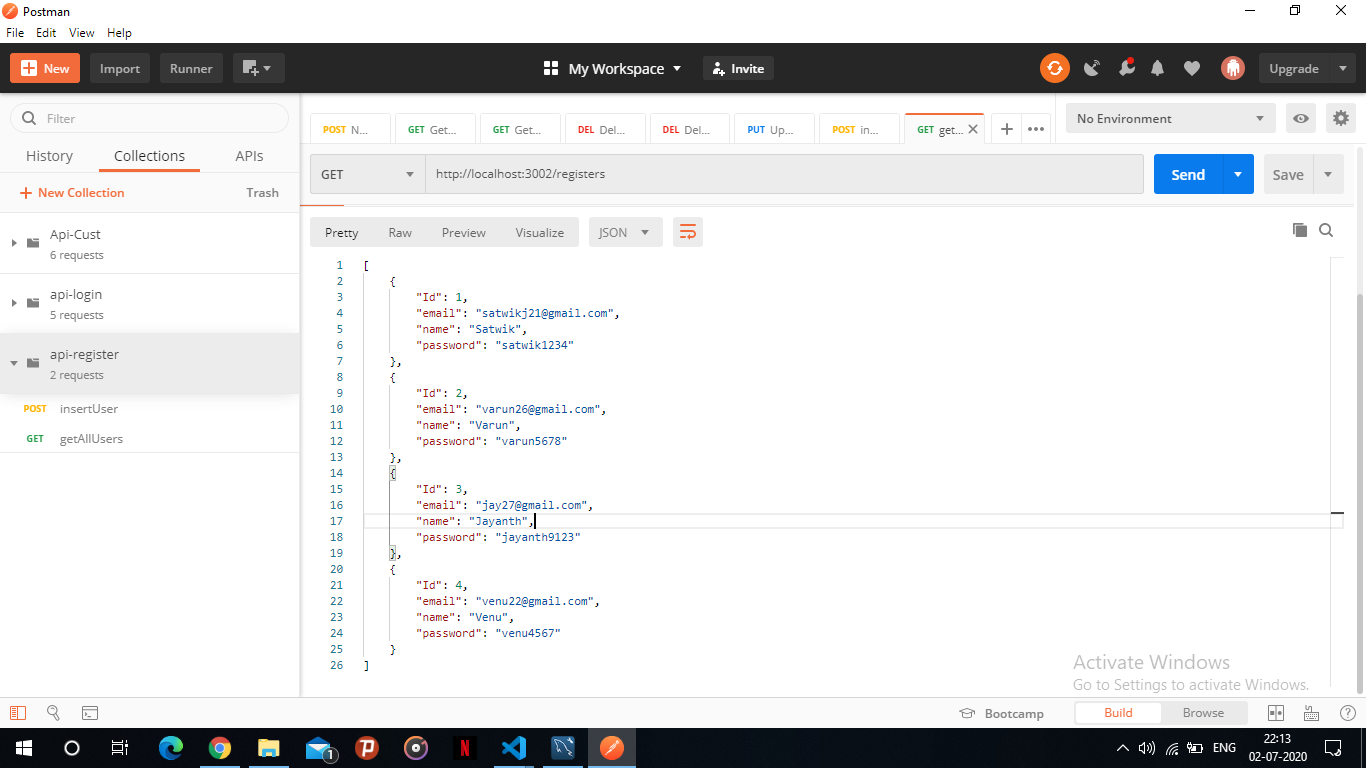 Postman
File Edit View Help
New Import Runner My Workspace Invite Upgrade
Filter
History Collections APIs
New Collection Trash
Api-Cust
6 requests
api-login
5 requests
api-register
2 requests
POST insertUser
GET getAllUsers
POST N... GET Get... GET Get... DEL Del... DEL Del... PUT Up... POST in... GET get... No Environment
GET http://localhost:3002/registers Send Save
Pretty Raw Preview Visualize JSON
1 [
2 {
3 "Id": 1,
4 "email": "satwikj21@gmail.com",
5 "name": "Satwik",
6 "password": "satwik1234"
7 },
8 {
9 "Id": 2,
10 "email": "varun26@gmail.com",
11 "name": "Varun",
12 "password": "varun5678"
13 },
14 {
15 "Id": 3,
16 "email": "jay27@gmail.com",
17 "name": "Jayanth",
18 "password": "jayanth9123"
19 },
20 {
21 "Id": 4,
22 "email": "venu22@gmail.com",
23 "name": "Venu",
24 "password": "venu4567"
25 }
26 ]
Activate Windows
Go to Settings to activate Windows.
Bootcamp Build Browse
1 ENG 22:13
02-07-2020